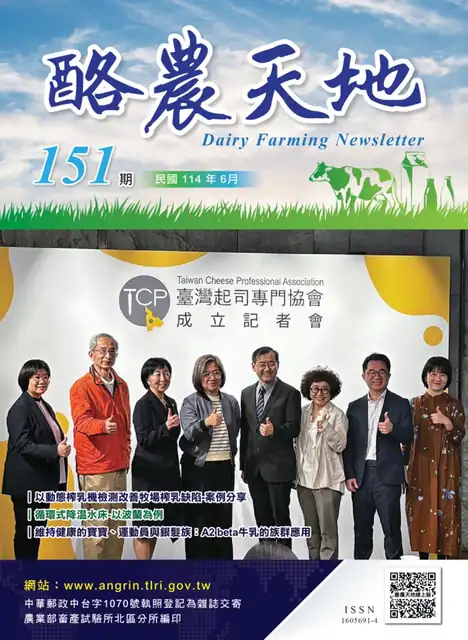 酪農天地
Dairy Farming Newsletter
151期
民國 114 年 6月
Taiwan Cheese Professional Association
TCP
臺灣起司專門協會
成立記者會
以動態榨乳機檢測改善牧場榨乳缺陷-案例分享
循環式降溫水床-以波蘭為例
維持健康的寶寶、運動員與銀髮族：A2 beta牛乳的族群應用
網站：www.angrin.tlri.gov.tw
中華郵政中台字1070號執照登記為雜誌交寄
農業部畜產試驗所北區分所編印
ISSN
1605691-4
酪農天地線上版